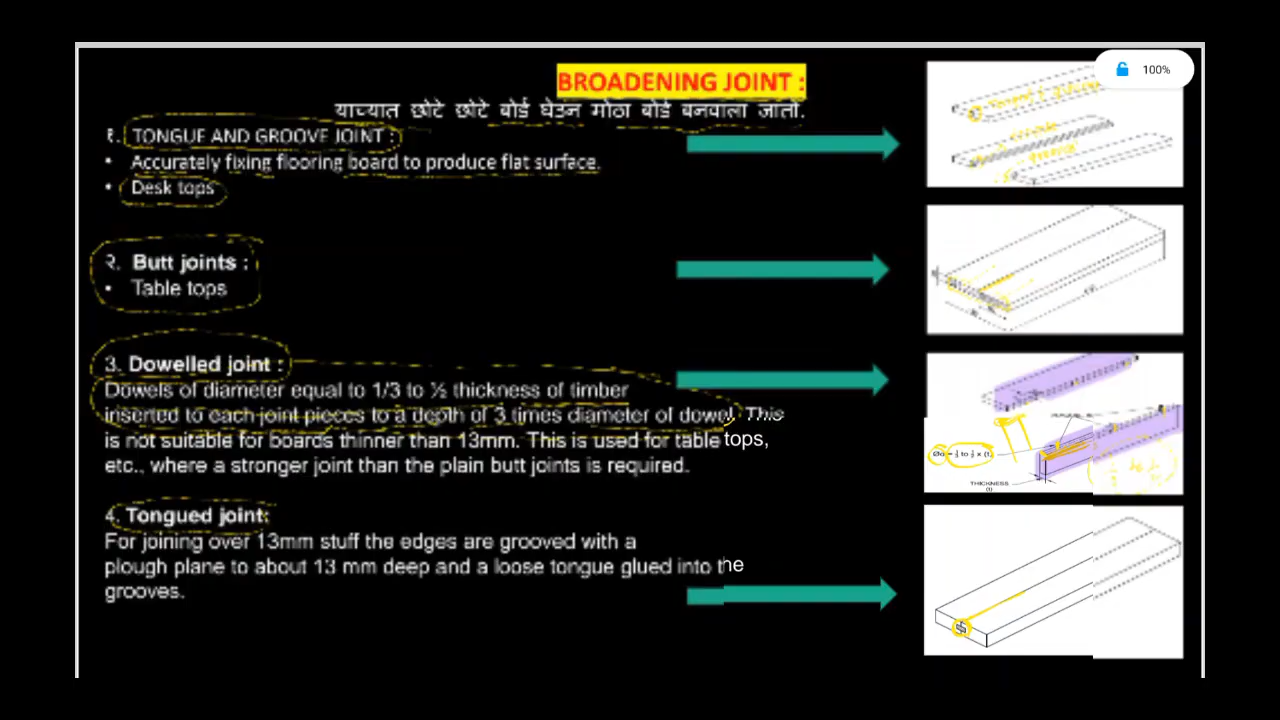 100%
BROADENING JOINT :
याच्यात छोटे छोटे बोर्ड घेउन मोठा बोर्ड बनवाला जातो.
१. TONGUE AND GROOVE JOINT :
• Accurately fixing flooring board to produce flat surface.
• Desk tops
२. Butt joints :
• Table tops
3. Dowelled joint :
Dowels of diameter equal to 1/3 to ½ thickness of timber
inserted to each joint pieces to a depth of 3 times diameter of dowel. This
is not suitable for boards thinner than 13mm. This is used for table tops,
etc., where a stronger joint than the plain butt joints is required.
THICKNESS
(t)
4. Tongued joint:
For joining over 13mm stuff the edges are grooved with a
plough plane to about 13 mm deep and a loose tongue glued into the
grooves.